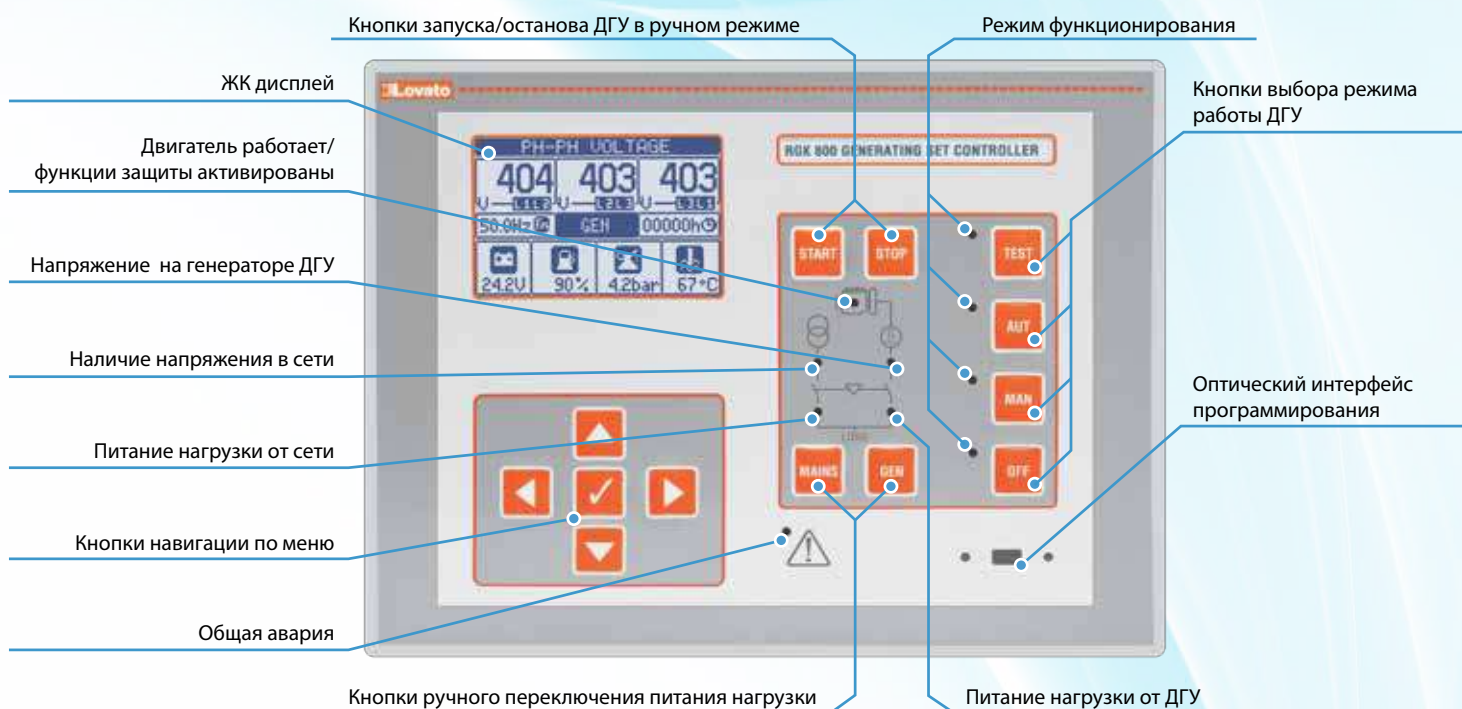 Кнопки запуска/останова ДГУ в ручном режиме
Режим функционирования
ЖК дисплей
Кнопки выбора режима
работы ДГУ
Двигатель работает/
функции защиты активированы
Напряжение на генераторе ДГУ
Наличие напряжения в сети
Оптический интерфейс
программирования
Питание нагрузки от сети
Кнопки навигации по меню
Общая авария
Кнопки ручного переключения питания нагрузки
Питание нагрузки от ДГУ
Lovato
PH-PH VOLTAGE
404 403 403
V L1L2 V L2L3 V L3L1
50.0Hz GEN 00000h
24.2V 90% 4.2bar 67°C
RGK 800 GENERATING SET CONTROLLER
START STOP TEST
AUT
MAN
MAINS GEN OFF